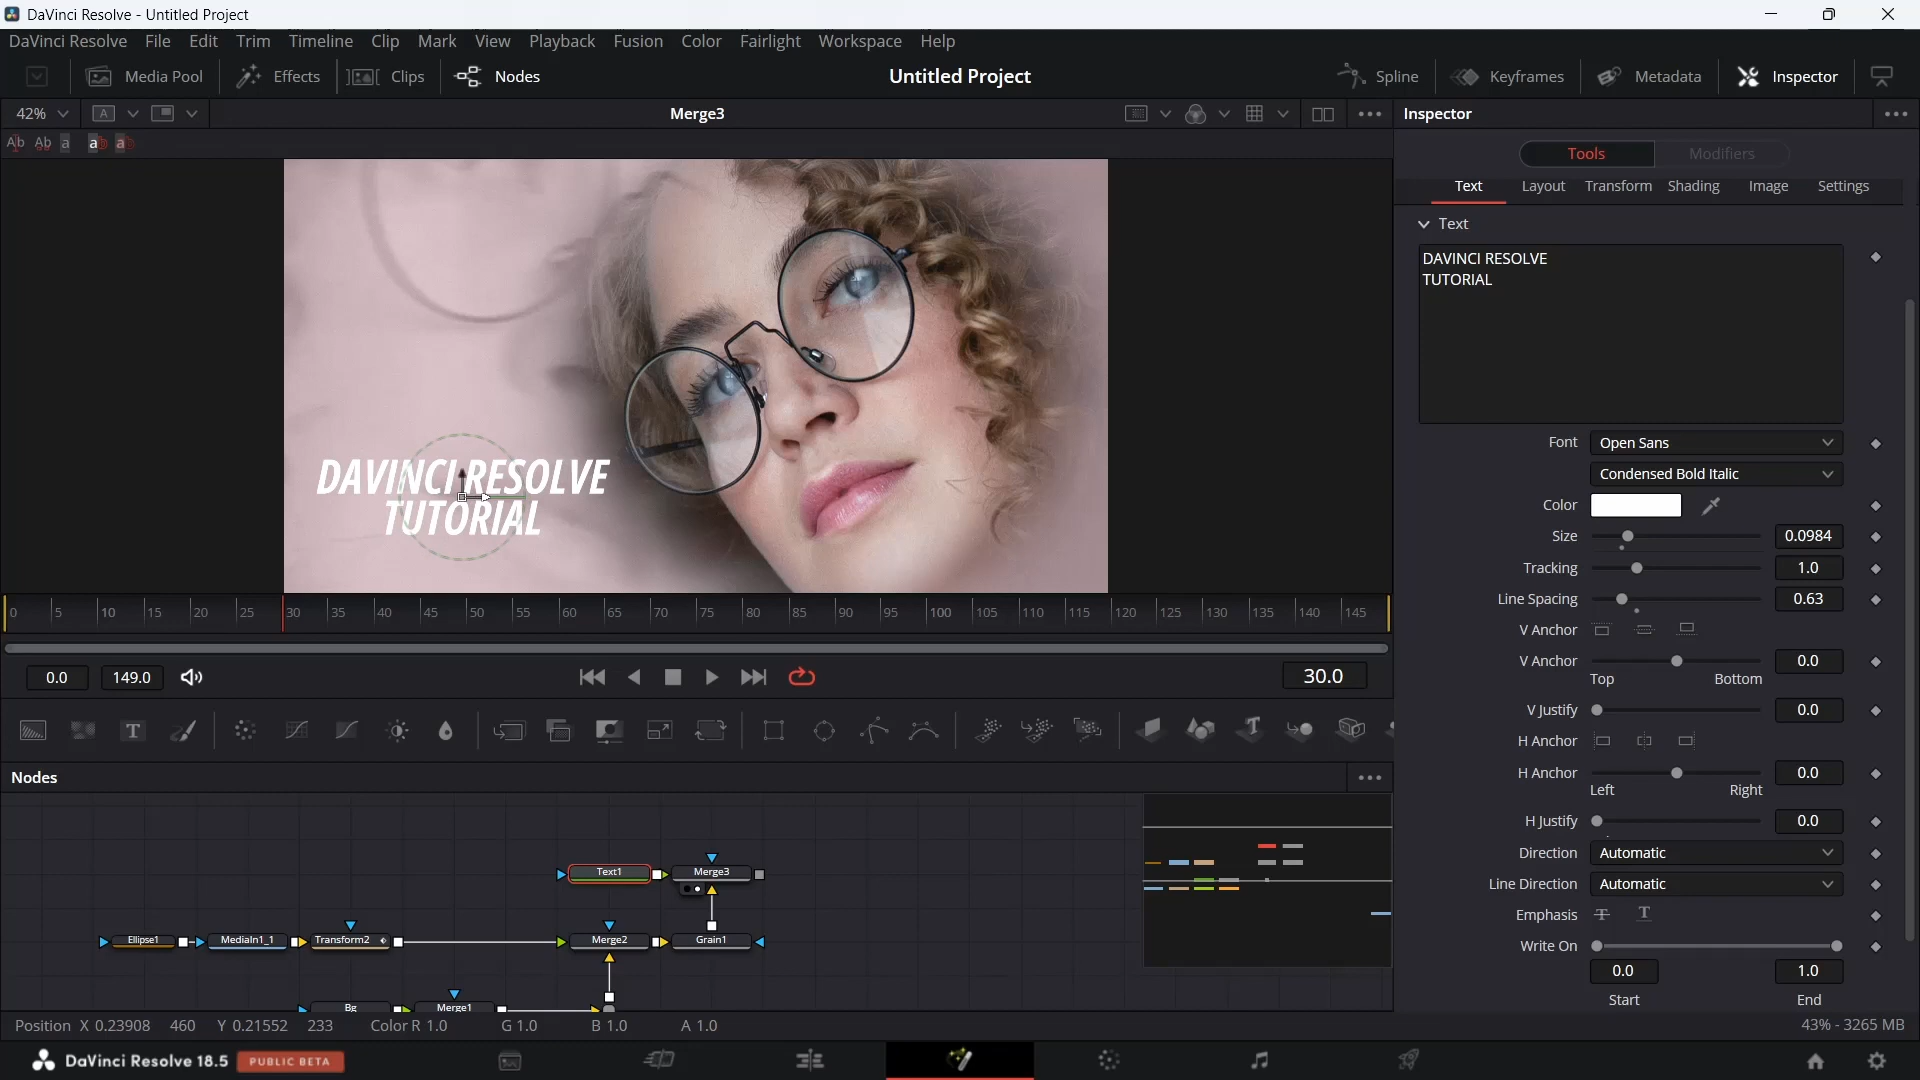 DaVinci Resolve - Untitled Project
DaVinci Resolve File Edit Trim Timeline Clip Mark View Playback Fusion Color Fairlight Workspace Help
Media Pool Effects Clips Nodes Untitled Project Spline Keyframes Metadata Inspector
42% A Merge3 Inspector
Tools Modifiers
Text Layout Transform Shading Image Settings
Text
DAVINCI RESOLVE
TUTORIAL
Font Open Sans
Condensed Bold Italic
Color
Size 0.0984
Tracking 1.0
Line Spacing 0.63
V Anchor
V Anchor 0.0
Top Bottom
V Justify 0.0
H Anchor
H Anchor 0.0
Left Right
H Justify 0.0
Direction Automatic
Line Direction Automatic
Emphasis
Write On
0.0 1.0
Start End
DAVINCI RESOLVE
TUTORIAL
0 5 10 15 20 25 30 35 40 45 50 55 60 65 70 75 80 85 90 95 100 105 110 115 120 125 130 135 140 145
0.0 149.0 30.0
Nodes
Text1 Merge3
Ellipse1 MediaIn1_1 Transform2 Merge2 Grain1
Bg Merge1
Position X 0.23908 460 Y 0.21552 233 Color R 1.0 G 1.0 B 1.0 A 1.0 43% - 3265 MB
DaVinci Resolve 18.5 PUBLIC BETA